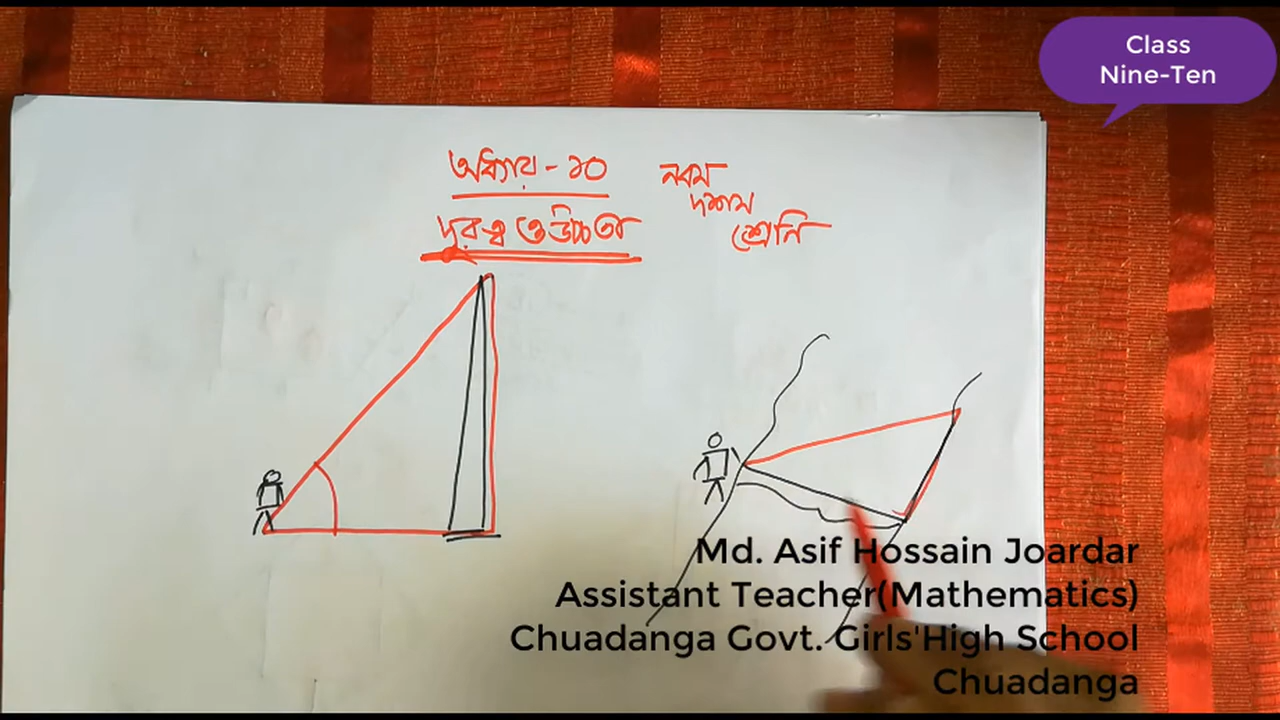 Class
Nine-Ten
অধ্যায় - ১০
দূরত্ব ও উচ্চতা
নবম
দশম
শ্রেনি
Md. Asif Hossain Joardar
Assistant Teacher(Mathematics)
Chuadanga Govt. Girls'High School
Chuadanga